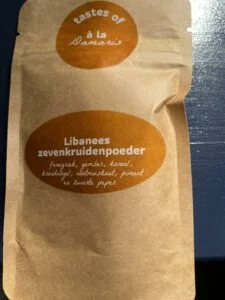 tastes of
à la
Damaris
Libanees
zevenkruidenpoeder
fenegriek, gember, kaneel,
kruidnagel, nootmuskaat, piment
en zwarte peper